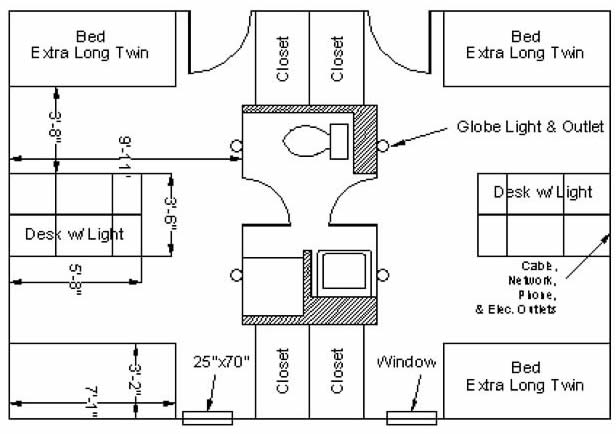 Bed
Extra Long Twin
Closet
Closet
Bed
Extra Long Twin
3'-8"
9'-11"
Globe Light & Outlet
Desk w/ Light
3'-6"
5'-8"
Desk w/ Light
Cable,
Network,
Phone,
& Elec. Outlets
3'-2"
7'-1"
25"x70"
Closet
Closet
Window
Bed
Extra Long Twin